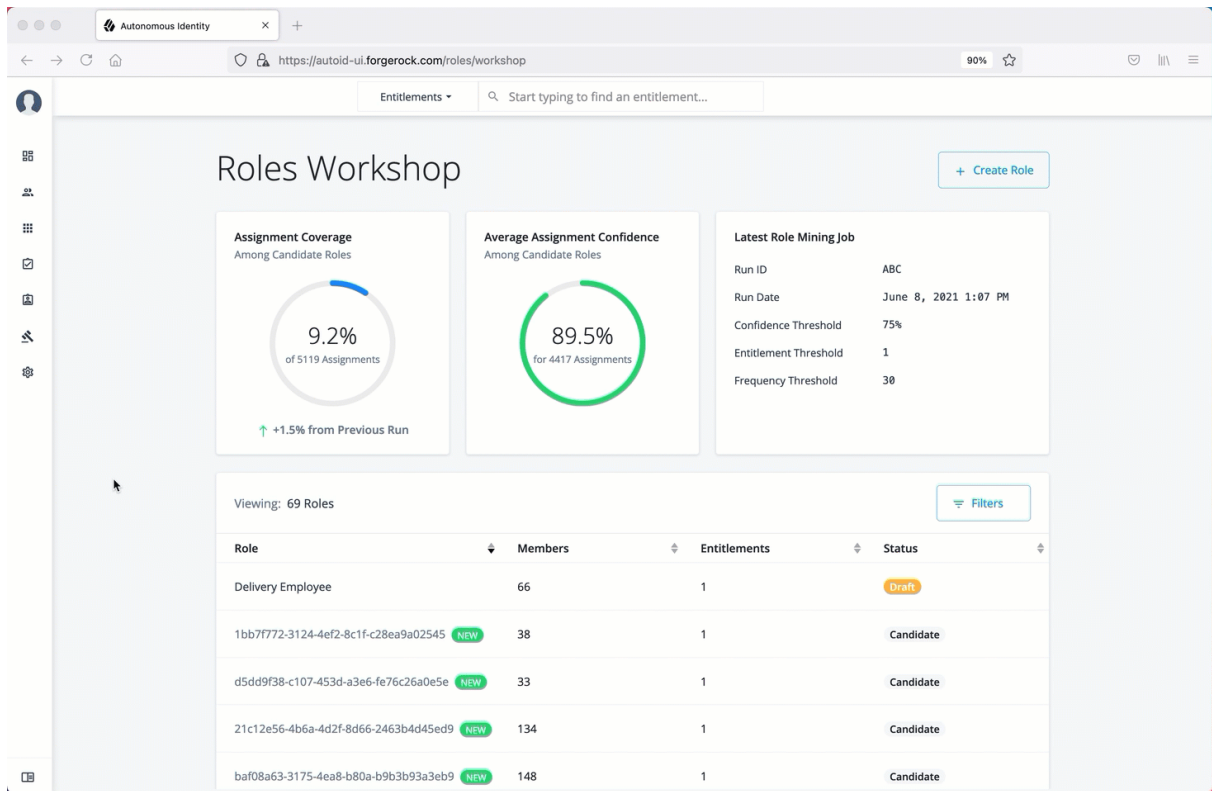 Autonomous Identity
https://autoid-ui.forgerock.com/roles/workshop
90%
Entitlements
Start typing to find an entitlement...
Roles Workshop
+ Create Role
Assignment Coverage
Among Candidate Roles
9.2%
of 5119 Assignments
+1.5% from Previous Run
Average Assignment Confidence
Among Candidate Roles
89.5%
for 4417 Assignments
Latest Role Mining Job
Run ID ABC
Run Date June 8, 2021 1:07 PM
Confidence Threshold 75%
Entitlement Threshold 1
Frequency Threshold 30
Viewing: 69 Roles
Filters
Role Members Entitlements Status
Delivery Employee 66 1 Draft
1bb7f772-3124-4ef2-8c1f-c28ea9a02545 NEW 38 1 Candidate
d5dd9f38-c107-453d-a3e6-fe76c26a0e5e NEW 33 1 Candidate
21c12e56-4b6a-4d2f-8d66-2463b4d45ed9 NEW 134 1 Candidate
baf08a63-3175-4ea8-b80a-b9b3b93a3eb9 NEW 148 1 Candidate